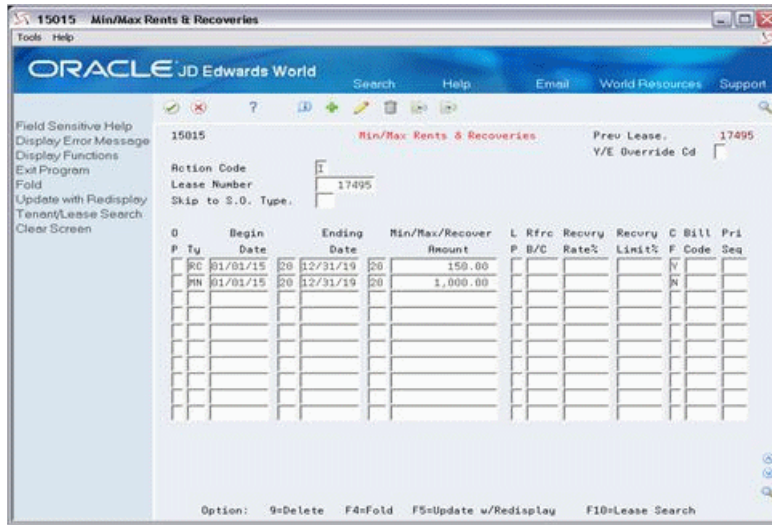 15015 Min/Max Rents & Recoveries
Tools Help
ORACLE JD Edwards World
Search Help Email World Resources Support
Field Sensitive Help
Display Error Message
Display Functions
Exit Program
Fold
Update with Redisplay
Tenant/Lease Search
Clear Screen
15015 Min/Max Rents & Recoveries Prev Lease. 17495
Y/E Override Cd
Action Code I
Lease Number 17495
Skip to S.O. Type.
O Begin Ending Min/Max/Recover L Rfrc Recvry Recvry C Bill Pri
P Ty Date Date Amount P B/C Rate% Limit% F Code Seq
RC 01/01/15 20 12/31/19 20 150.00 Y
MN 01/01/15 20 12/31/19 20 1,000.00 N
Option: 9=Delete F4=Fold F5=Update w/Redisplay F10=Lease Search